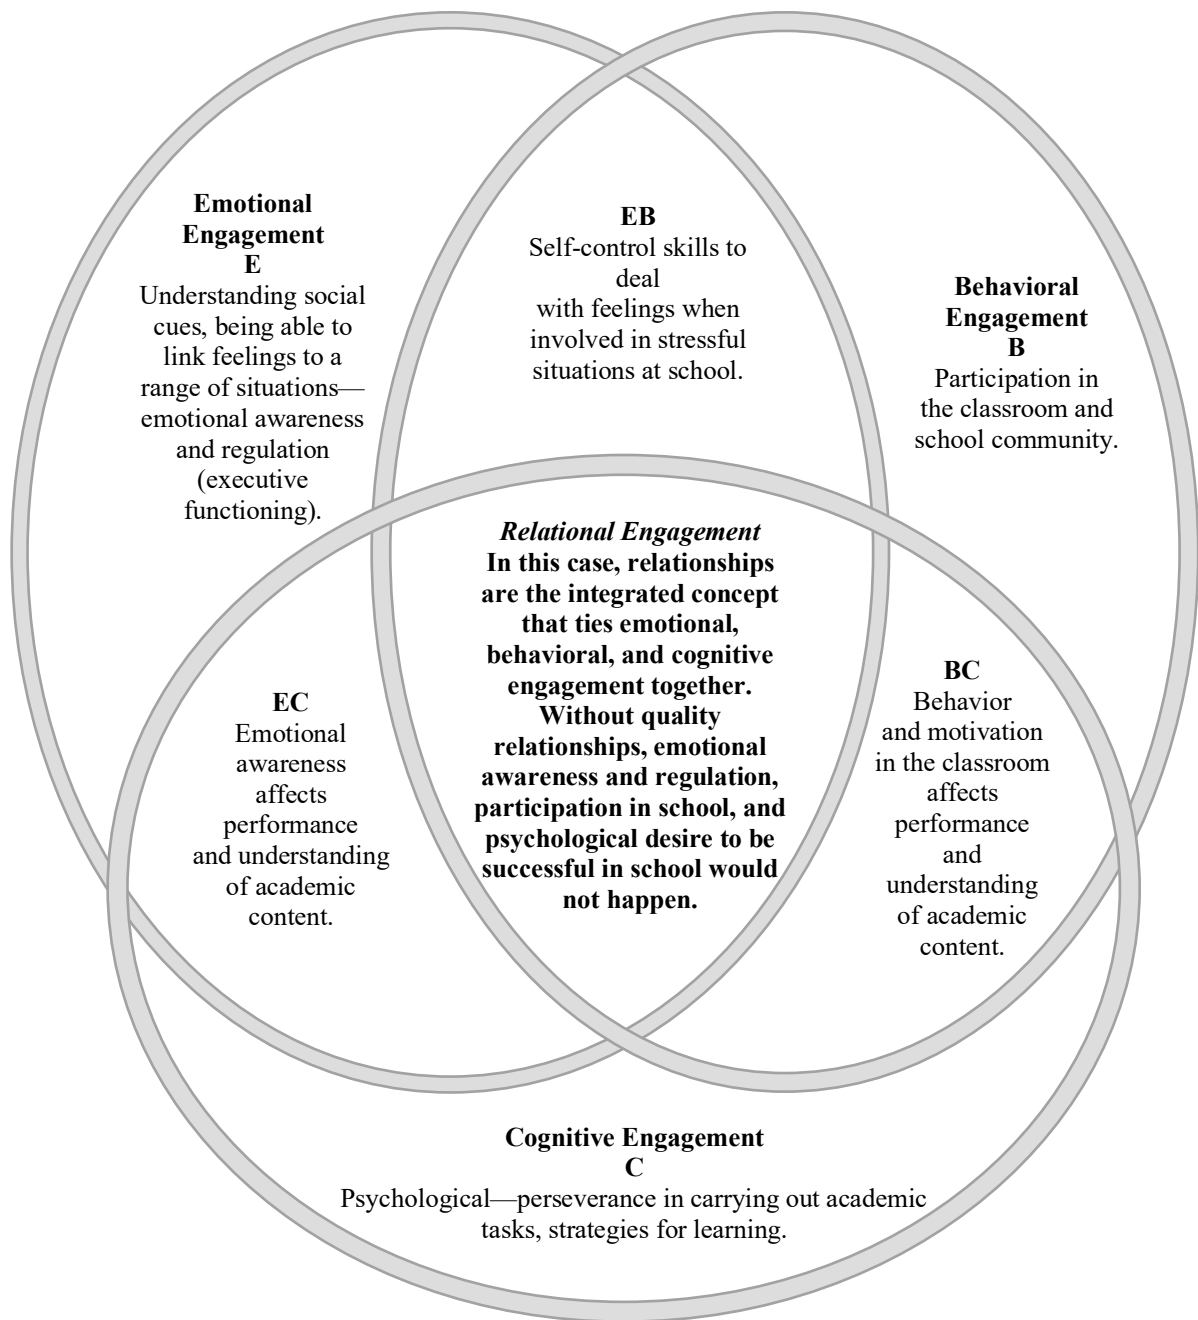 Emotional
Engagement
E
Understanding social
cues, being able to
link feelings to a
range of situations—
emotional awareness
and regulation
(executive
functioning).
EB
Self-control skills to
deal
with feelings when
involved in stressful
situations at school.
Behavioral
Engagement
B
Participation in
the classroom and
school community.
Relational Engagement
In this case, relationships
are the integrated concept
that ties emotional,
behavioral, and cognitive
engagement together.
Without quality
relationships, emotional
awareness and regulation,
participation in school, and
psychological desire to be
successful in school would
not happen.
EC
Emotional
awareness
affects
performance
and understanding
of academic
content.
BC
Behavior
and motivation
in the classroom
affects
performance
and
understanding
of academic
content.
Cognitive Engagement
C
Psychological—perseverance in carrying out academic
tasks, strategies for learning.